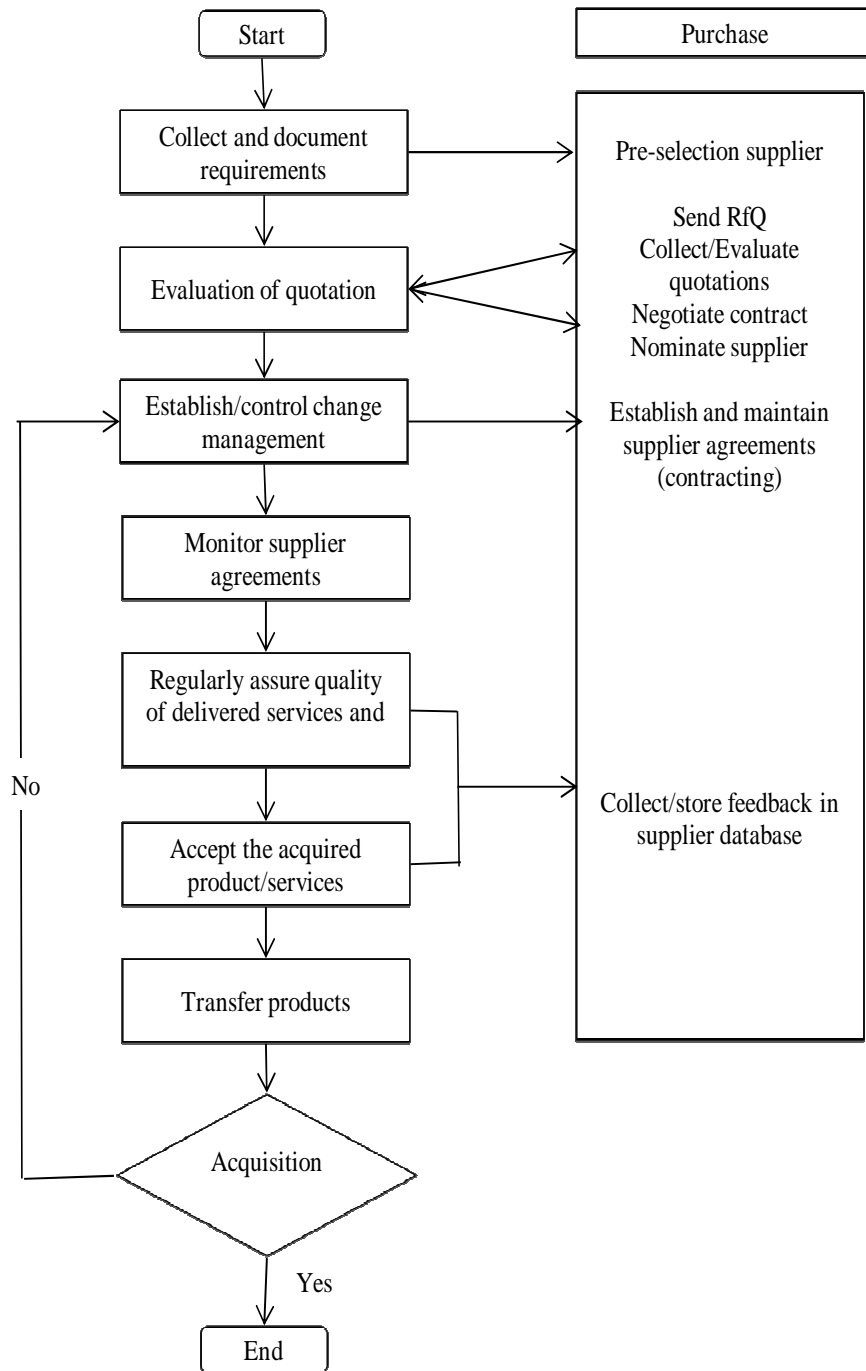 Start
Purchase
Collect and document
requirements
Pre-selection supplier
Send RfQ
Collect/Evaluate
quotations
Negotiate contract
Nominate supplier
Evaluation of quotation
Establish/control change
management
Establish and maintain
supplier agreements
(contracting)
Monitor supplier
agreements
Regularly assure quality
of delivered services and
No
Collect/store feedback in
supplier database
Accept the acquired
product/services
Transfer products
Acquisition
Yes
End